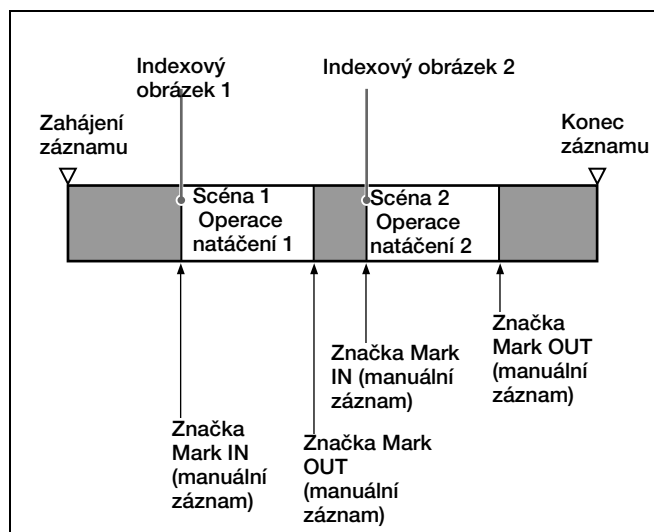 Indexový
obrázek 1
Indexový obrázek 2
Zahájení
záznamu
Konec
záznamu
Scéna 1
Operace
natáčení 1
Scéna 2
Operace
natáčení 2
Značka Mark
IN (manuální
záznam)
Značka
Mark OUT
(manuální
záznam)
Značka
Mark IN
(manuální
záznam)
Značka Mark
OUT
(manuální
záznam)